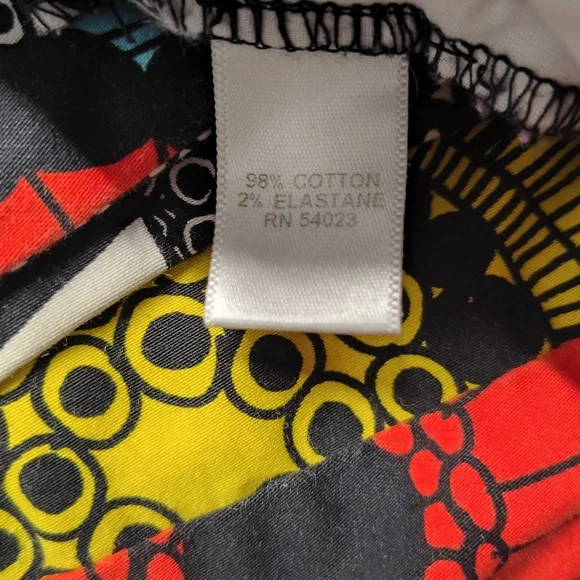 98% COTTON
2% ELASTANE
RN 54023